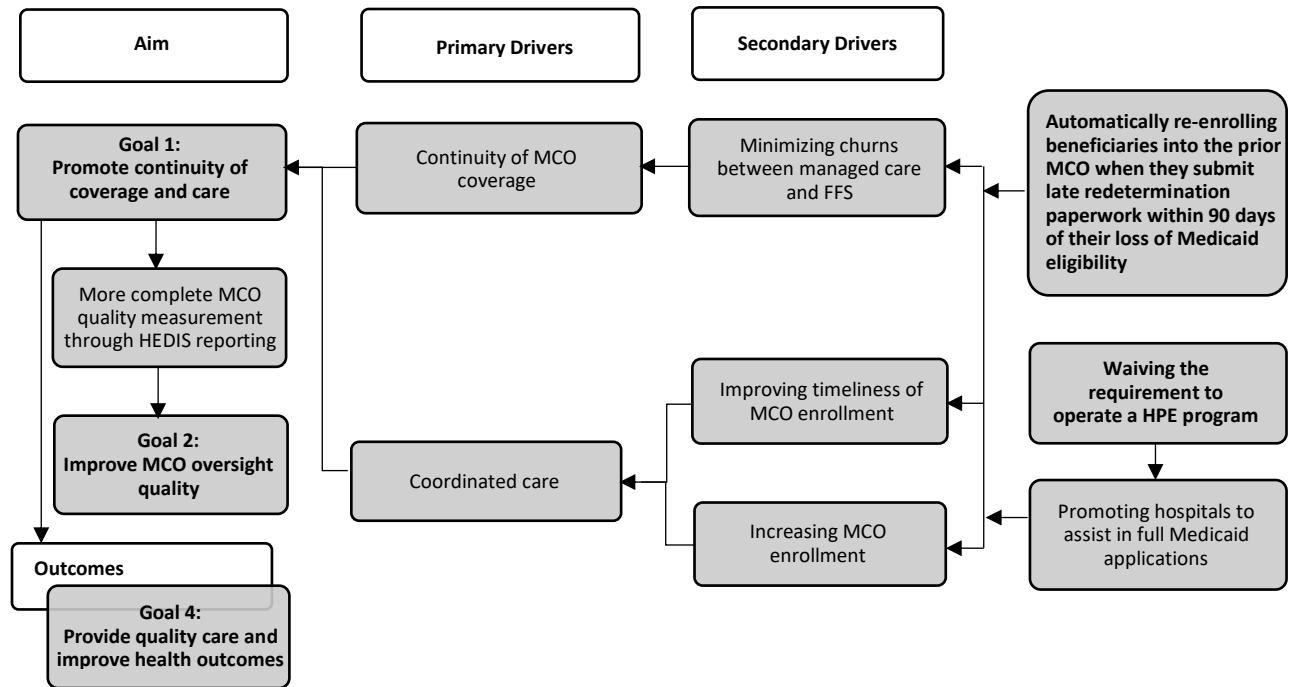 Aim
Primary Drivers
Secondary Drivers
Goal 1:
Promote continuity of
coverage and care
Continuity of MCO
coverage
Minimizing churns
between managed care
and FFS
Automatically re-enrolling
beneficiaries into the prior
MCO when they submit
late redetermination
paperwork within 90 days
of their loss of Medicaid
eligibility
More complete MCO
quality measurement
through HEDIS reporting
Goal 2:
Improve MCO oversight
quality
Coordinated care
Improving timeliness of
MCO enrollment
Increasing MCO
enrollment
Waiving the
requirement to
operate a HPE program
Promoting hospitals to
assist in full Medicaid
applications
Outcomes
Goal 4:
Provide quality care and
improve health outcomes